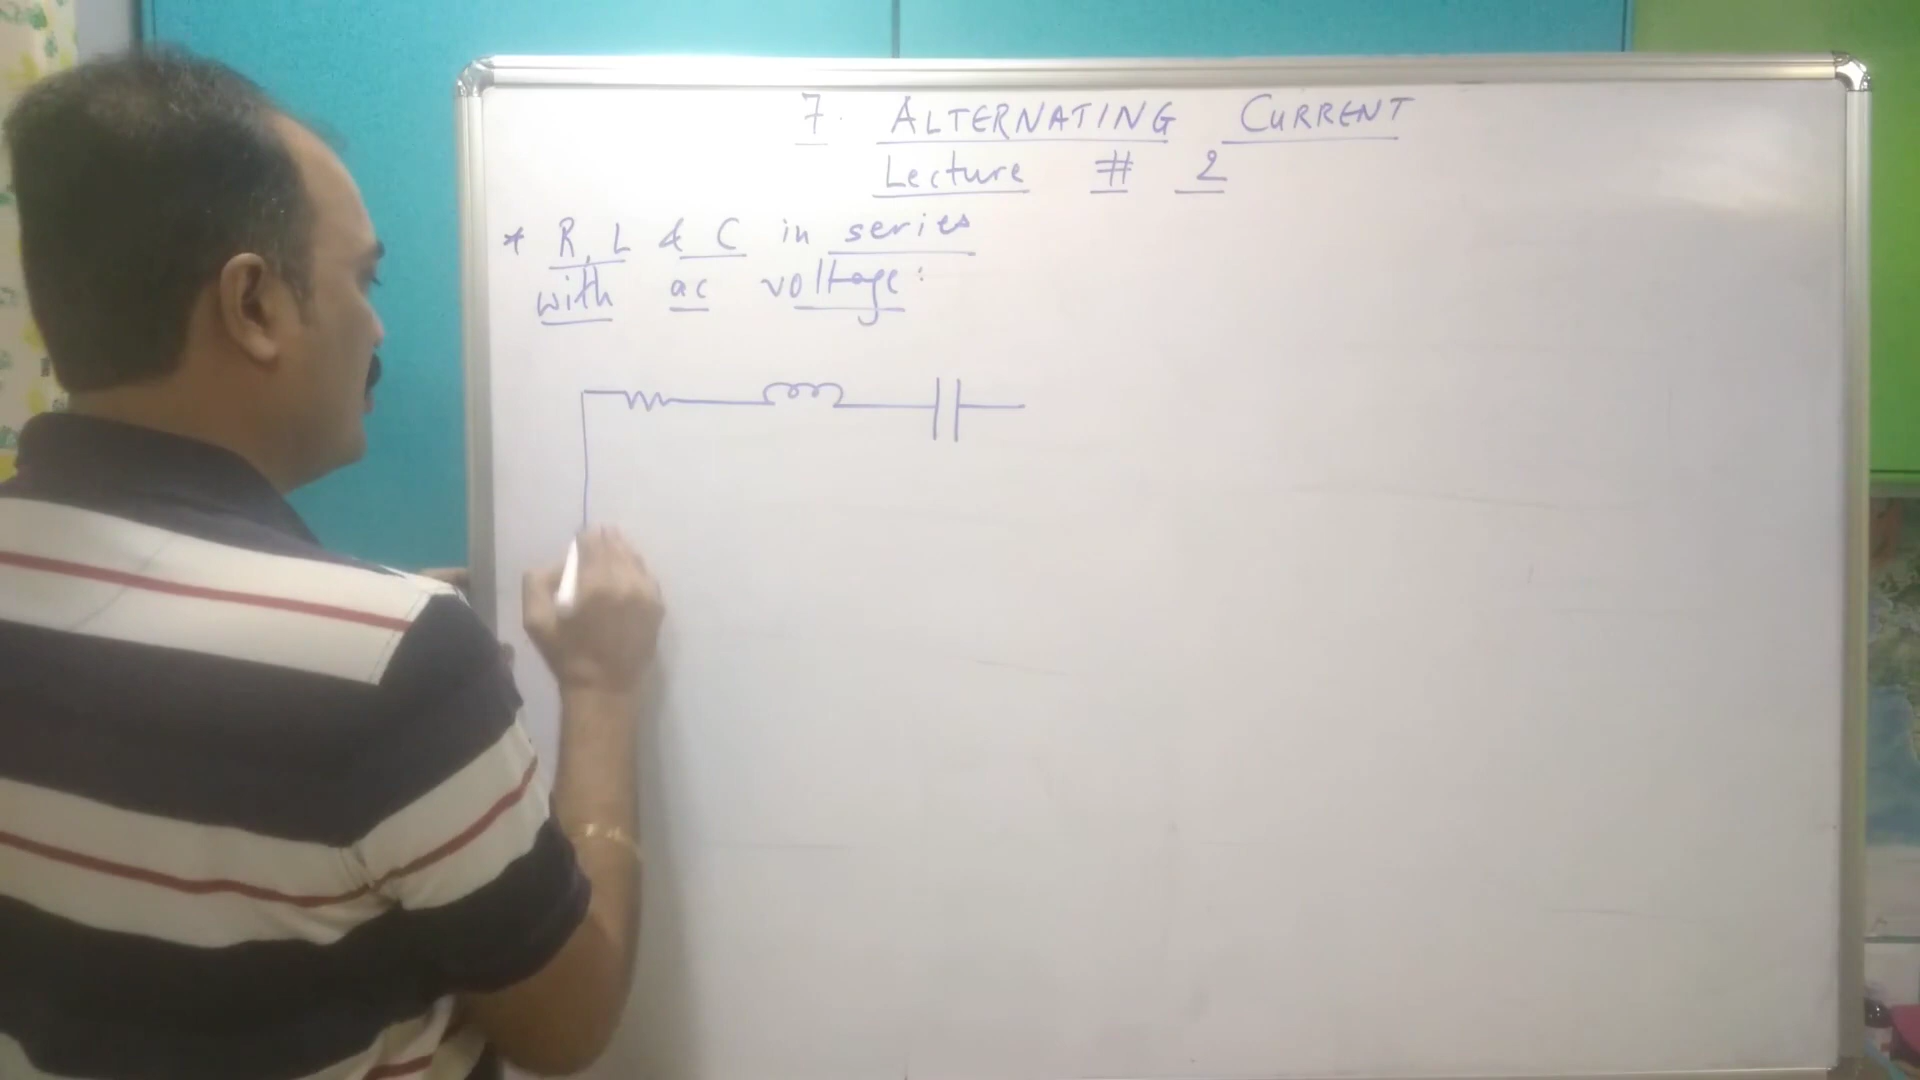 7. ALTERNATING CURRENT
Lecture # 2
* R, L & C in series
with ac voltage: